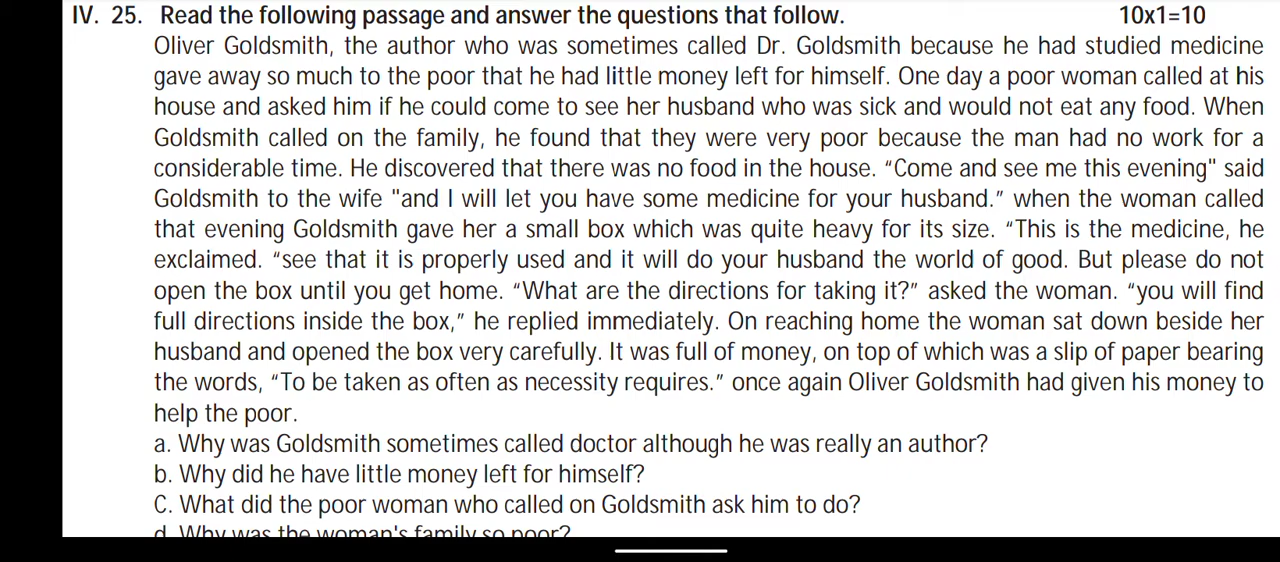 IV. 25. Read the following passage and answer the questions that follow. 10x1=10
Oliver Goldsmith, the author who was sometimes called Dr. Goldsmith because he had studied medicine
gave away so much to the poor that he had little money left for himself. One day a poor woman called at his
house and asked him if he could come to see her husband who was sick and would not eat any food. When
Goldsmith called on the family, he found that they were very poor because the man had no work for a
considerable time. He discovered that there was no food in the house. “Come and see me this evening" said
Goldsmith to the wife "and I will let you have some medicine for your husband.” when the woman called
that evening Goldsmith gave her a small box which was quite heavy for its size. “This is the medicine, he
exclaimed. “see that it is properly used and it will do your husband the world of good. But please do not
open the box until you get home. “What are the directions for taking it?” asked the woman. “you will find
full directions inside the box,” he replied immediately. On reaching home the woman sat down beside her
husband and opened the box very carefully. It was full of money, on top of which was a slip of paper bearing
the words, “To be taken as often as necessity requires.” once again Oliver Goldsmith had given his money to
help the poor.
a. Why was Goldsmith sometimes called doctor although he was really an author?
b. Why did he have little money left for himself?
C. What did the poor woman who called on Goldsmith ask him to do?
d. Why was the woman's family so poor?